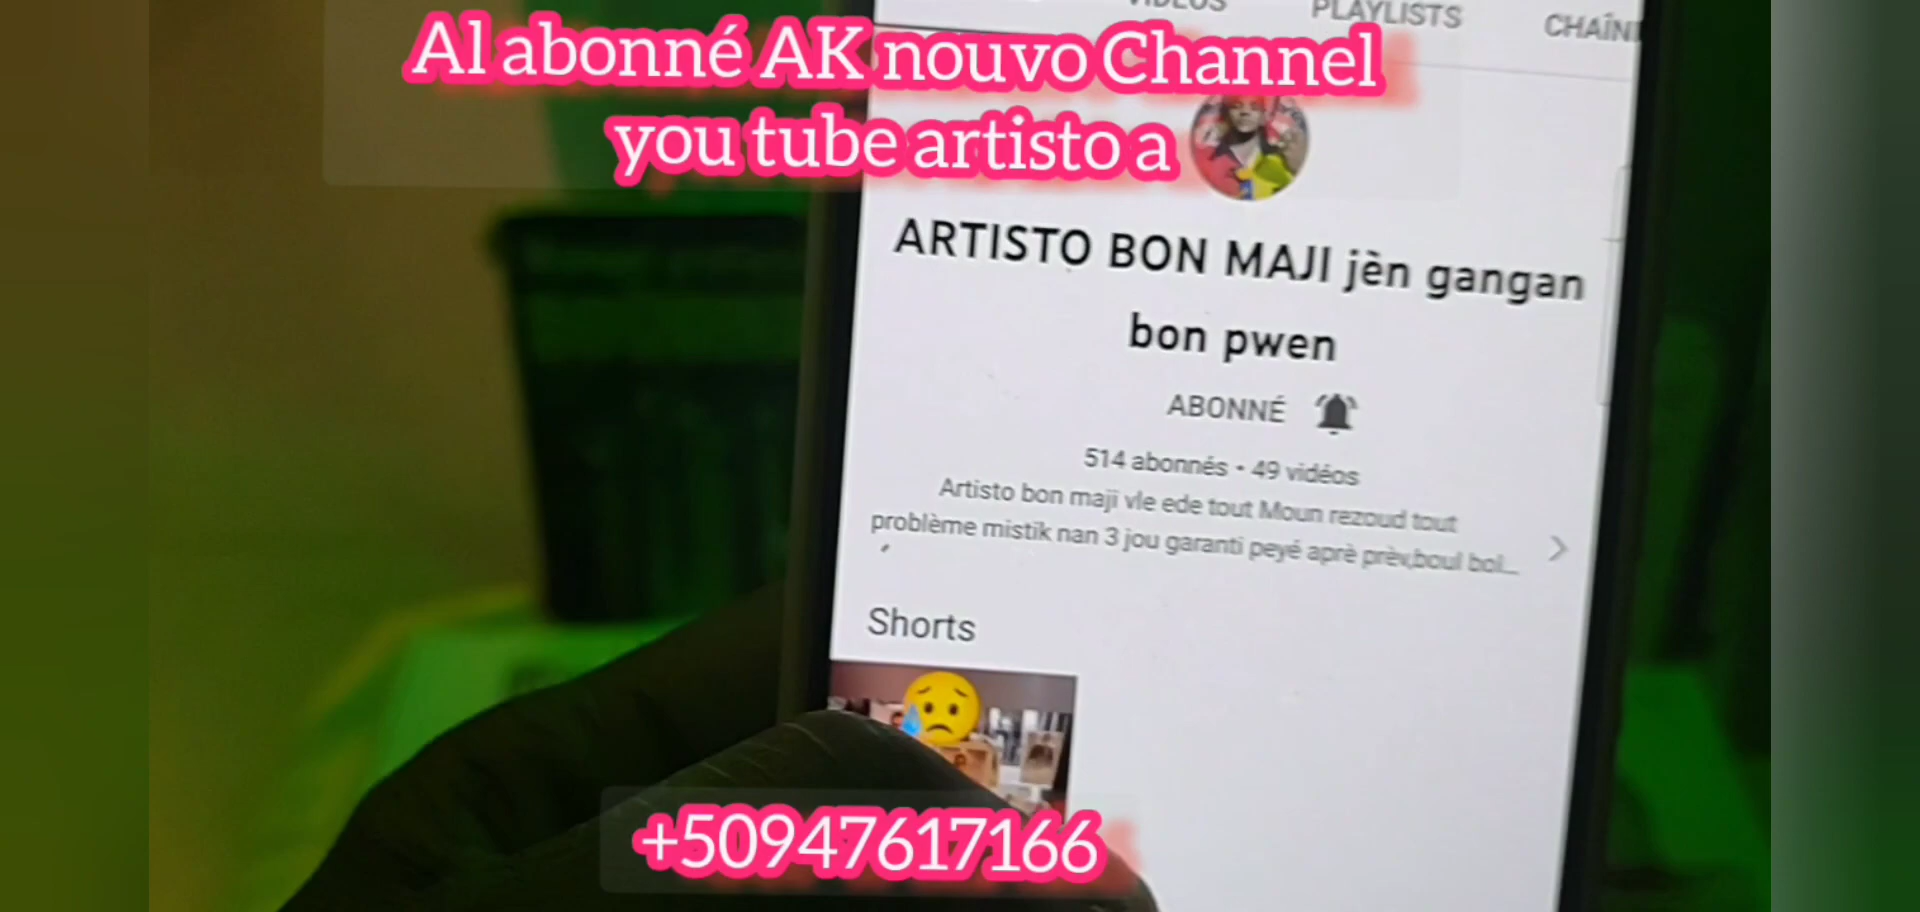 VIDÉOS PLAYLISTS CHAÎN
Al abonné AK nouvo Channel
you tube artisto a
ARTISTO BON MAJI jèn gangan
bon pwen
ABONNÉ
514 abonnés • 49 vidéos
Artisto bon maji vle ede tout Moun rezoud tout
problème mistik nan 3 jou garanti peyé aprè prèv,boul bol...
Shorts
+50947617166